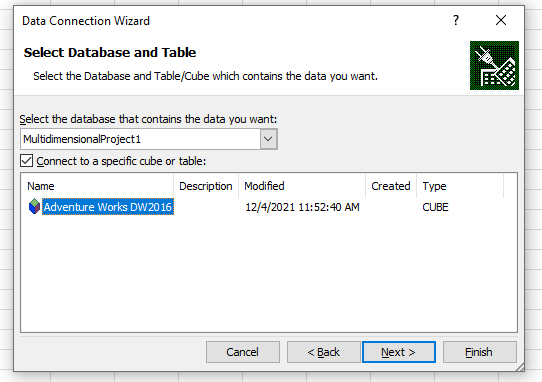 Data Connection Wizard
?
Select Database and Table
Select the Database and Table/Cube which contains the data you want.
Select the database that contains the data you want:
MultidimensionalProject1
Connect to a specific cube or table:
Name Description Modified Created Type
Adventure Works DW2016 12/4/2021 11:52:40 AM CUBE
Cancel < Back Next > Finish